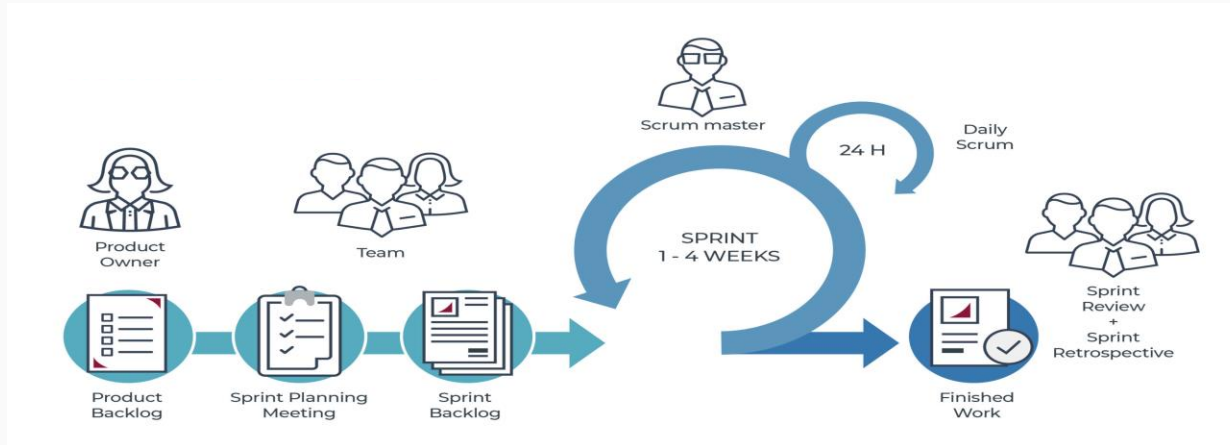 Scrum master
24 H
Daily
Scrum
Product
Owner
Team
SPRINT
1 - 4 WEEKS
Sprint
Review
+
Sprint
Retrospective
Product
Backlog
Sprint Planning
Meeting
Sprint
Backlog
Finished
Work